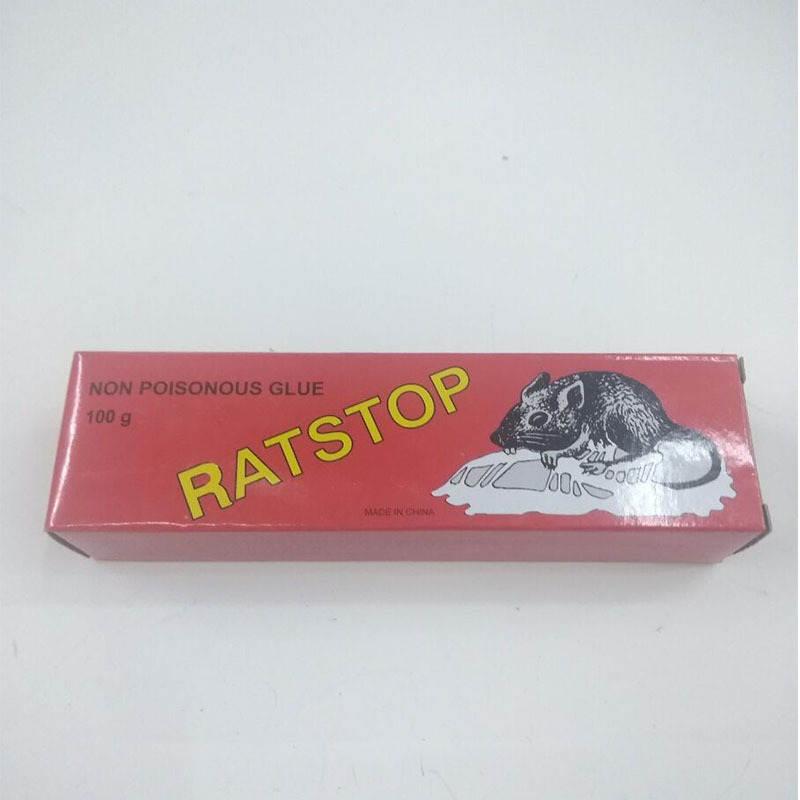 NON POISONOUS GLUE
100 g
RATSTOP
MADE IN CHINA